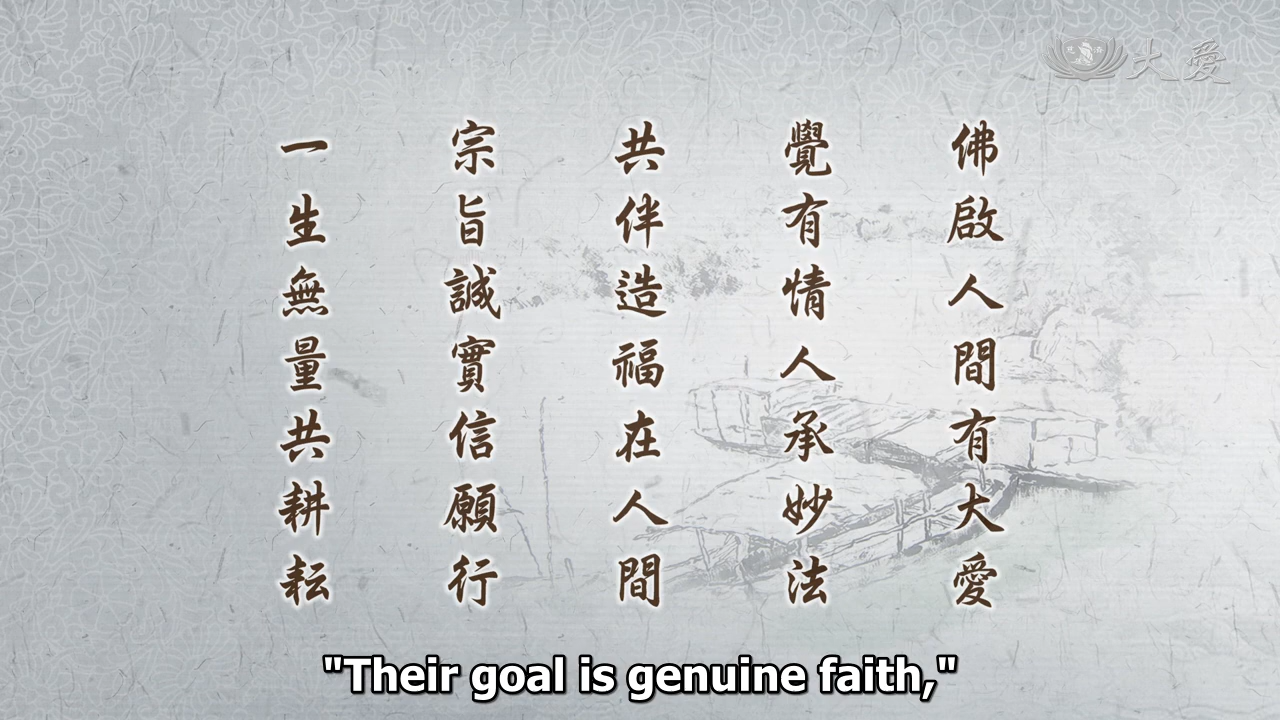 大愛
佛啟人間有大愛
覺有情人承妙法
共伴造福在人間
宗旨誠實信願行
一生無量共耕耘
"Their goal is genuine faith,"